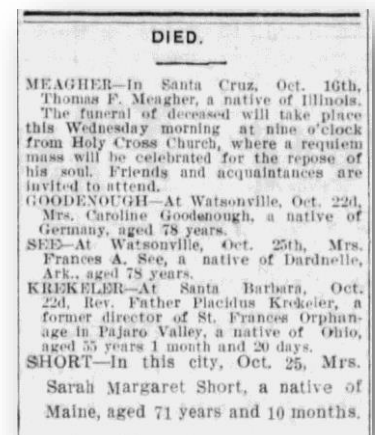 DIED.
MEAGHER—In Santa Cruz, Oct. 16th,
Thomas F. Meagher, a native of Illinois.
The funeral of deceased will take place
this Wednesday morning at nine o'clock
from Holy Cross Church, where a requiem
mass will be celebrated for the repose of
his soul. Friends and acquaintances are
invited to attend.
GOODENOUGH—At Watsonville, Oct. 22d,
Mrs. Caroline Goodenough, a native of
Germany, aged 78 years.
SEE—At Watsonville, Oct. 25th, Mrs.
Frances A. See, a native of Dardnelle,
Ark., aged 78 years.
KREKELER—At Santa Barbara, Oct.
22d, Rev. Father Placidus Krekeler, a
former director of St. Frances Orphan-
age in Pajaro Valley, a native of Ohio,
aged 55 years 1 month and 20 days.
SHORT—In this city, Oct. 25, Mrs.
Sarah Margaret Short, a native of
Maine, aged 71 years and 10 months.